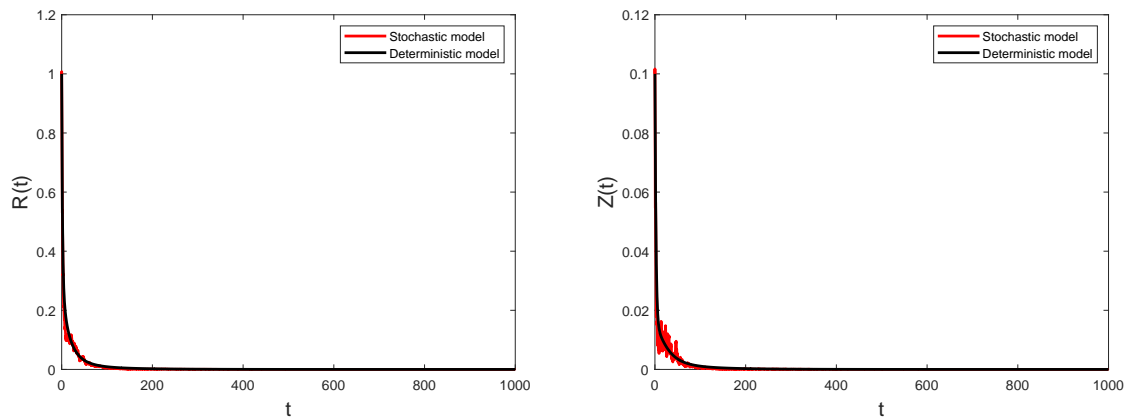 1.2
1
0.8
0.6
0.4
0.2
0
R(t)
0 200 400 600 800 1000
t
Stochastic model
Deterministic model
0.12
0.1
0.08
0.06
0.04
0.02
0
Z(t)
0 200 400 600 800 1000
t
Stochastic model
Deterministic model